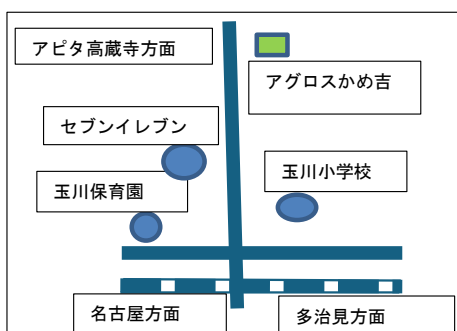 アピタ高蔵寺方面
アグロスかめ吉
セブンイレブン
玉川小学校
玉川保育園
名古屋方面
多治見方面